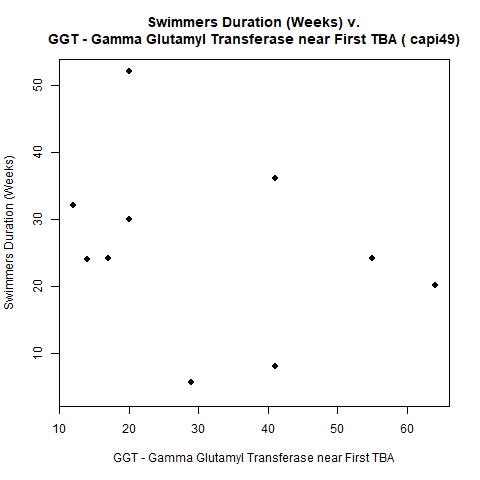 Swimmers Duration (Weeks) v.
GGT - Gamma Glutamyl Transferase near First TBA ( capi49)
Swimmers Duration (Weeks)
50
40
30
20
10
10 20 30 40 50 60
GGT - Gamma Glutamyl Transferase near First TBA